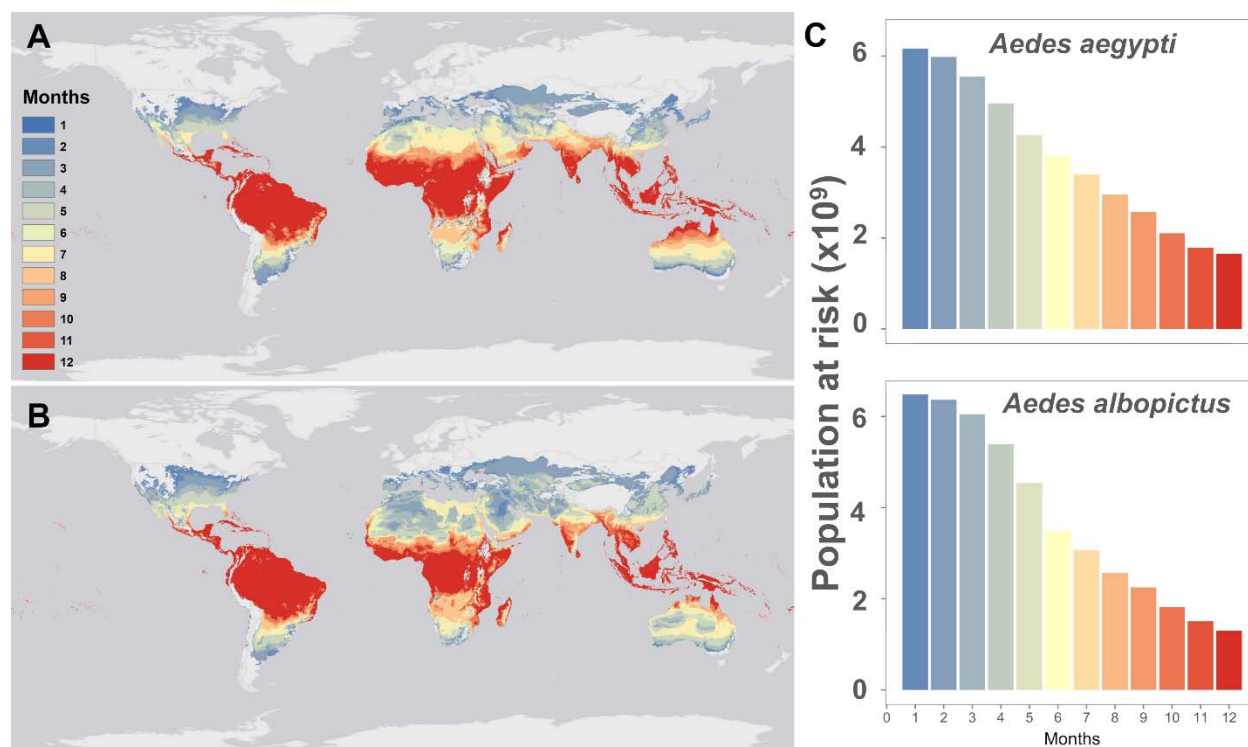 A
Months
1
2
3
4
5
6
7
8
9
10
11
12
B
C
Population at risk (x10⁹)
Aedes aegypti
6
4
2
0
Aedes albopictus
6
4
2
0
0 1 2 3 4 5 6 7 8 9 10 11 12
Months